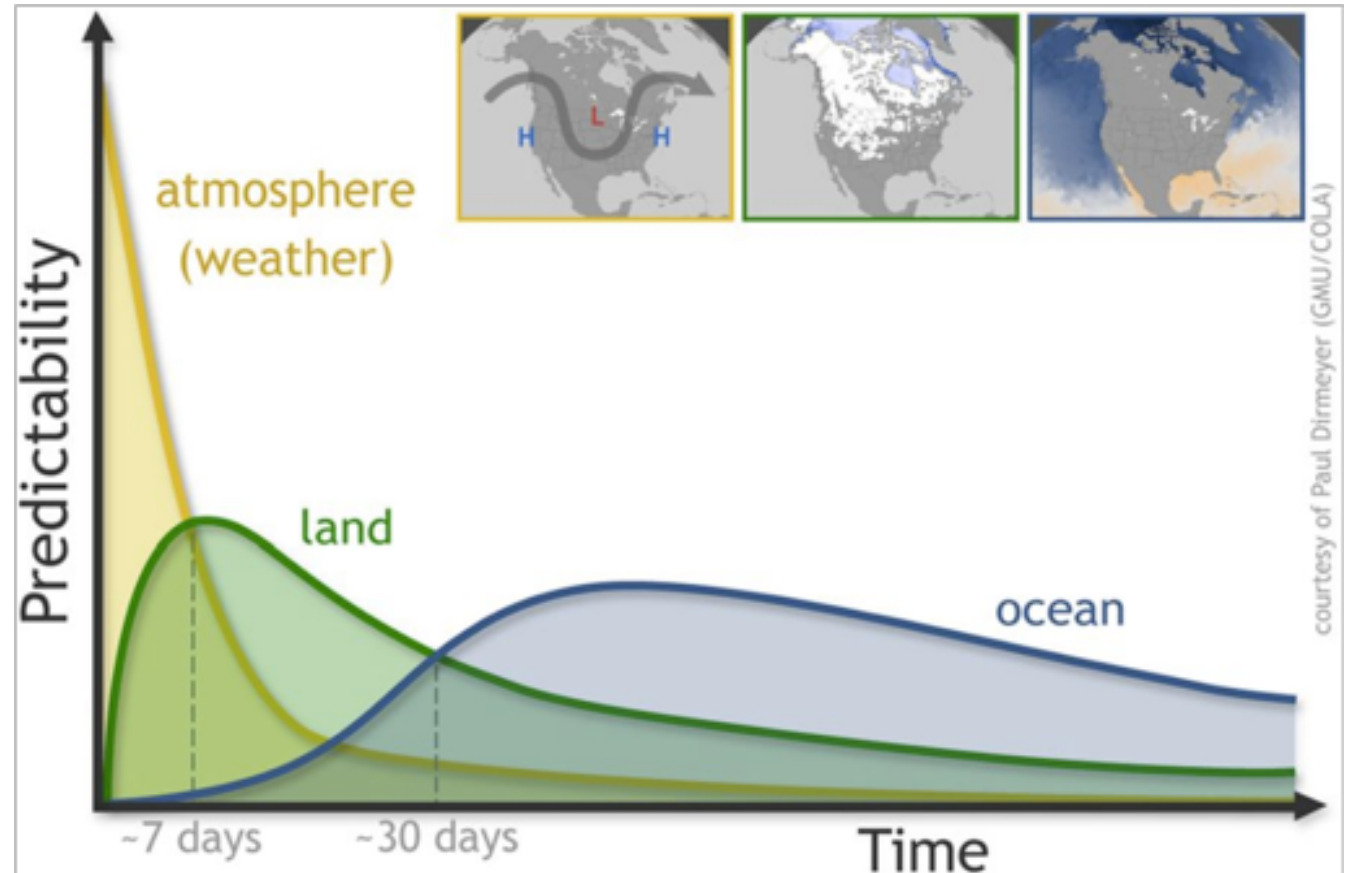 H
L
H
atmosphere
(weather)
land
ocean
Predictability
~7 days
~30 days
Time
courtesy of Paul Dirmeyer (GMU/COLA)